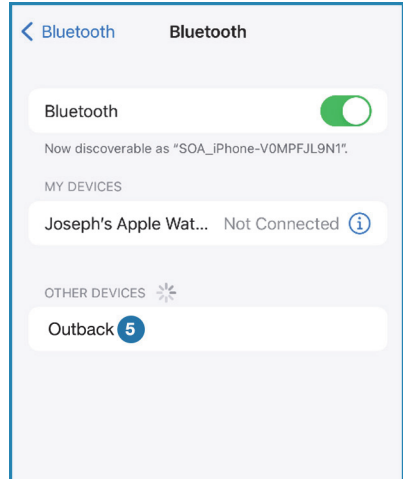 Bluetooth Bluetooth
Bluetooth
Now discoverable as “SOA_iPhone-V0MPFJL9N1”.
MY DEVICES
Joseph’s Apple Wat... Not Connected i
OTHER DEVICES
Outback 5